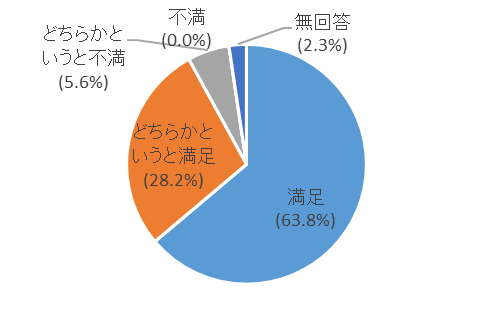 不満
(0.0%)
無回答
(2.3%)
どちらかと
いうと不満
(5.6%)
どちらかと
いうと満足
(28.2%)
満足
(63.8%)